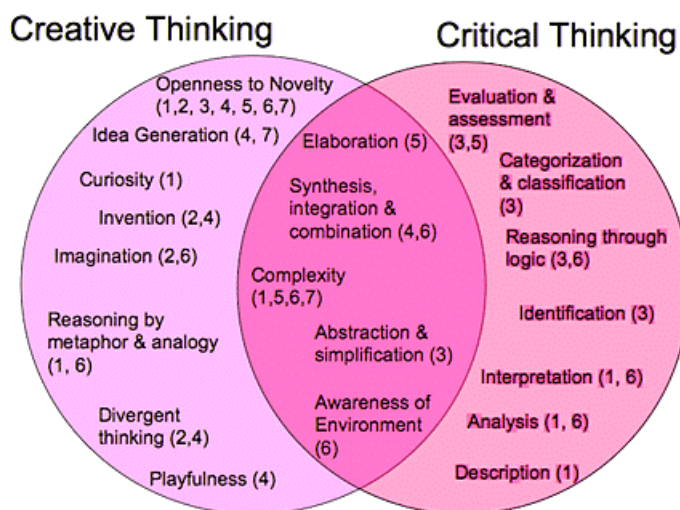 Creative Thinking
Critical Thinking
Openness to Novelty
(1,2, 3, 4, 5, 6,7)
Idea Generation (4, 7)
Curiosity (1)
Invention (2,4)
Imagination (2,6)
Reasoning by
metaphor & analogy
(1, 6)
Divergent
thinking (2,4)
Playfulness (4)
Elaboration (5)
Synthesis,
integration &
combination (4,6)
Complexity
(1,5,6,7)
Abstraction &
simplification (3)
Awareness of
Environment
(6)
Evaluation &
assessment
(3,5)
Categorization
& classification
(3)
Reasoning through
logic (3,6)
Identification (3)
Interpretation (1, 6)
Analysis (1, 6)
Description (1)